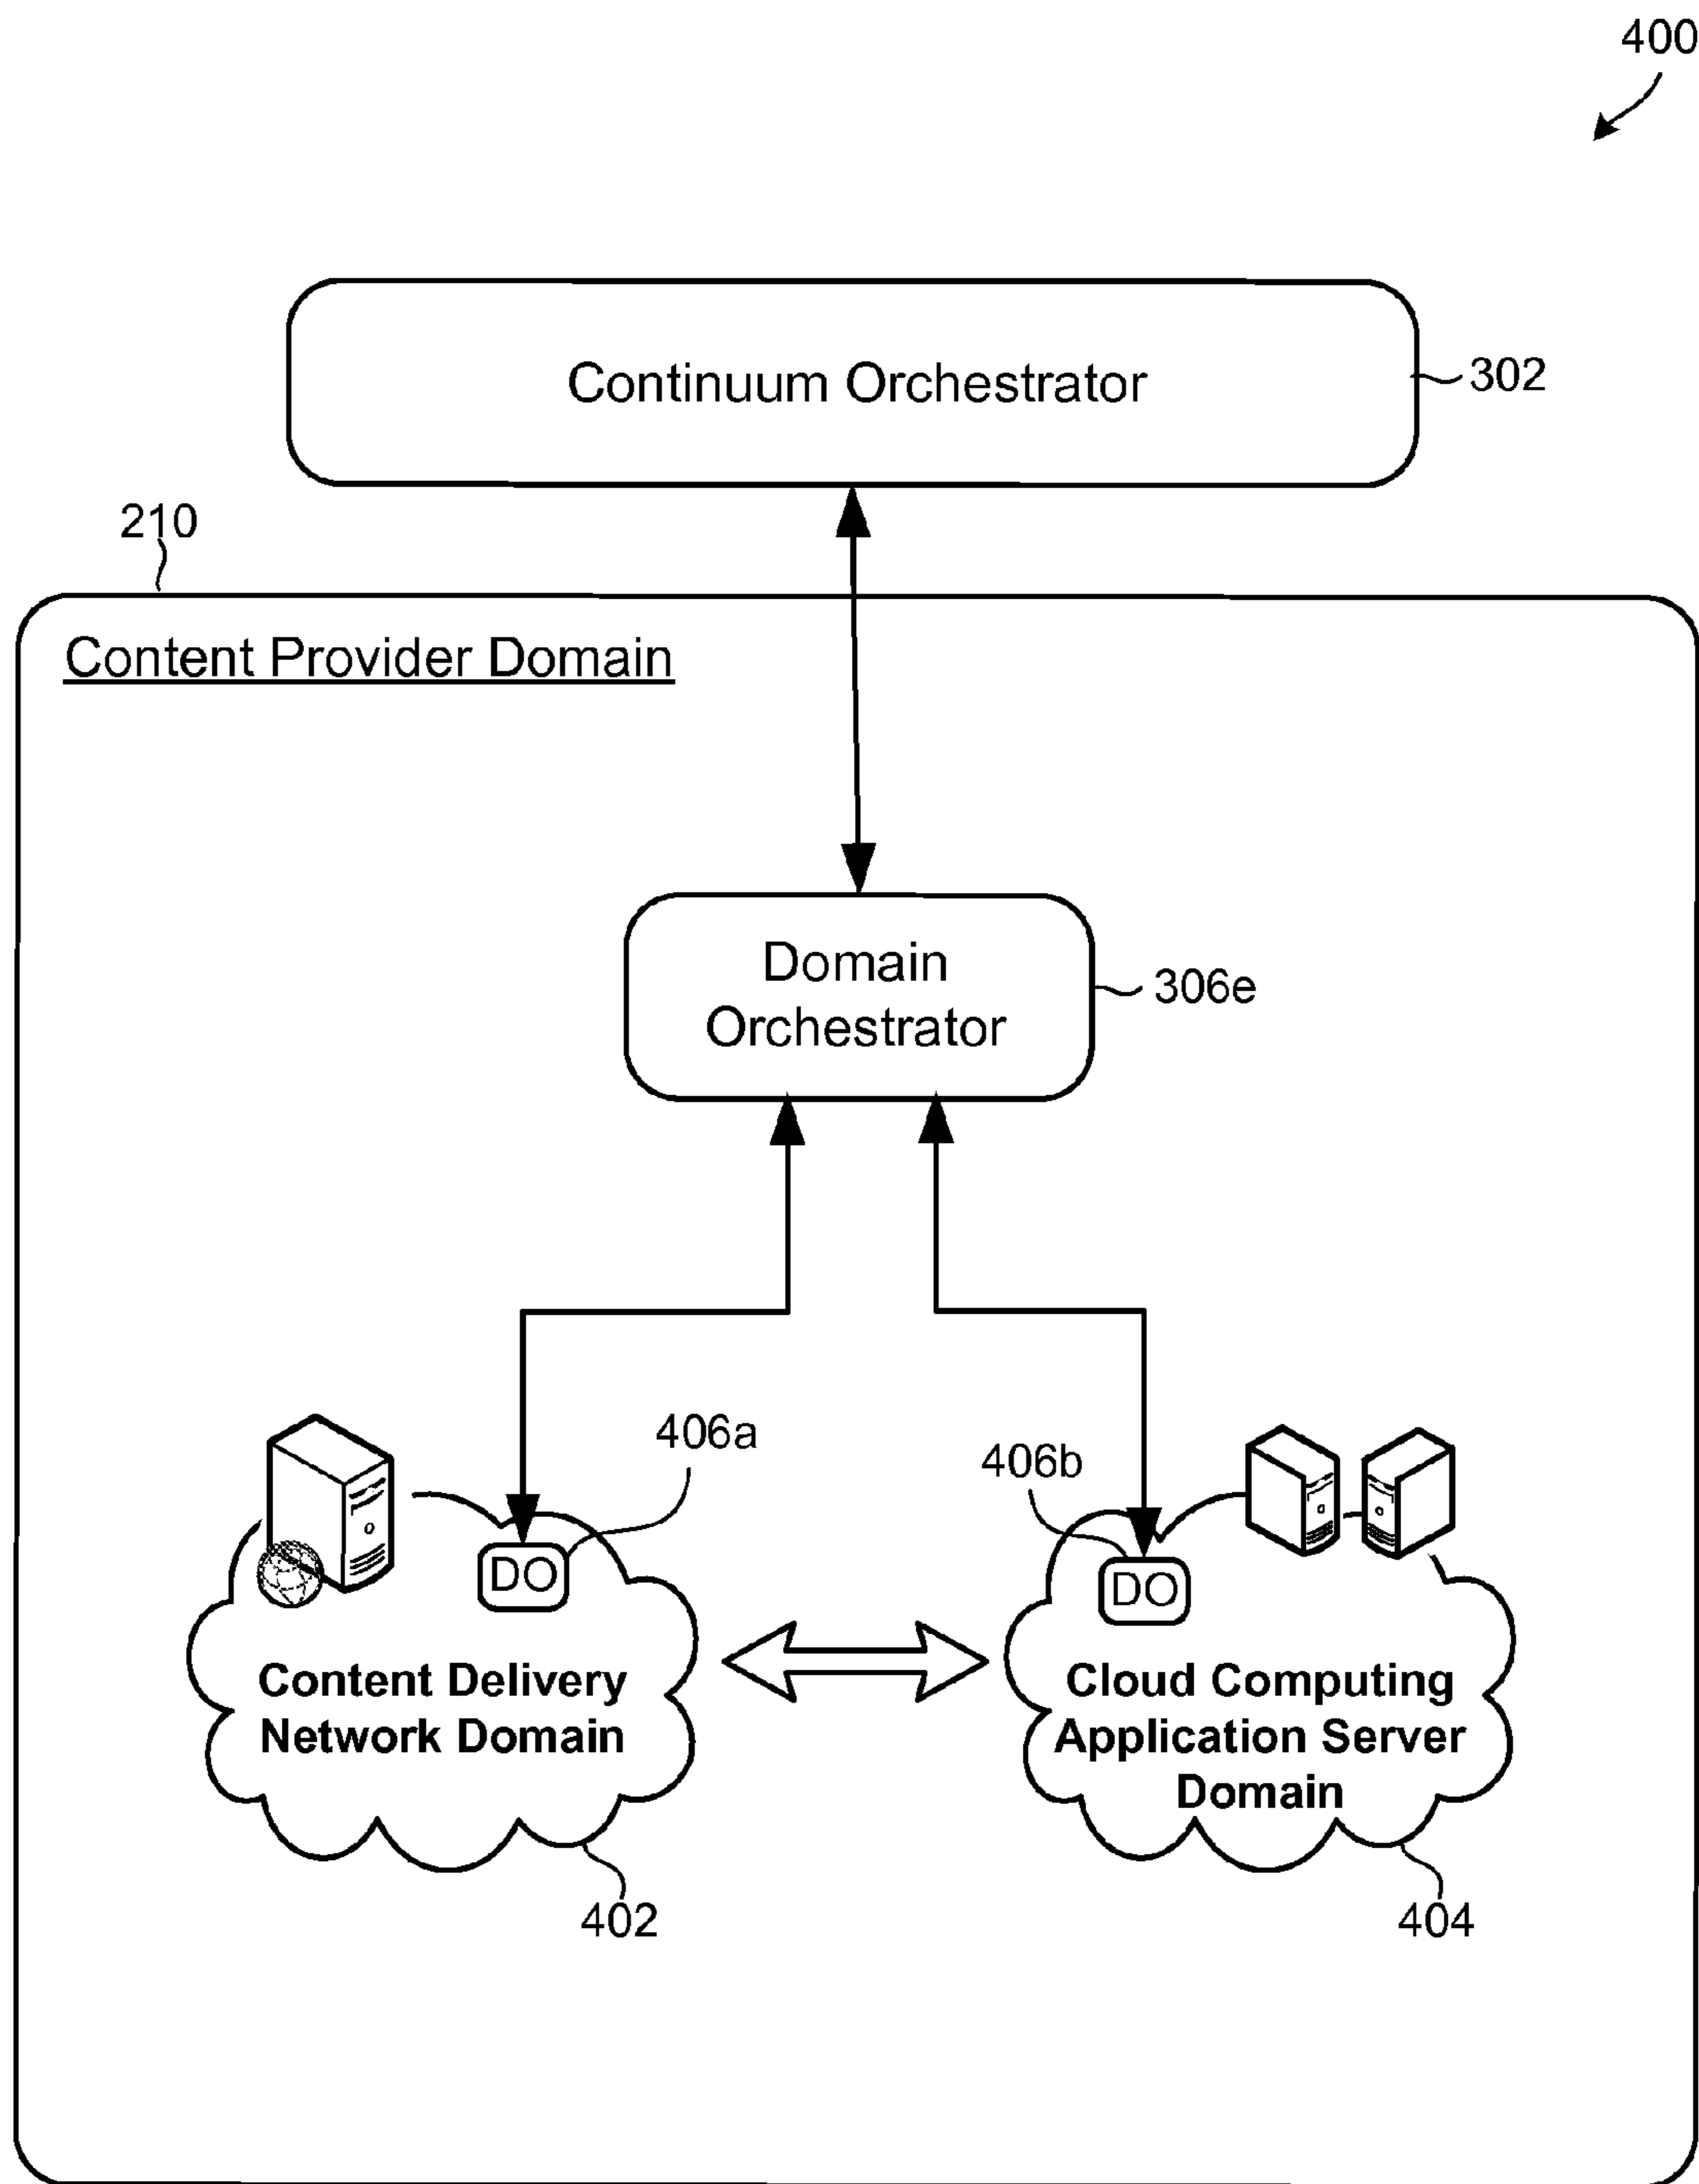 400
Continuum Orchestrator
302
210
Content Provider Domain
Domain
Orchestrator
306e
406a
406b
DO
DO
Content Delivery
Network Domain
Cloud Computing
Application Server
Domain
402
404